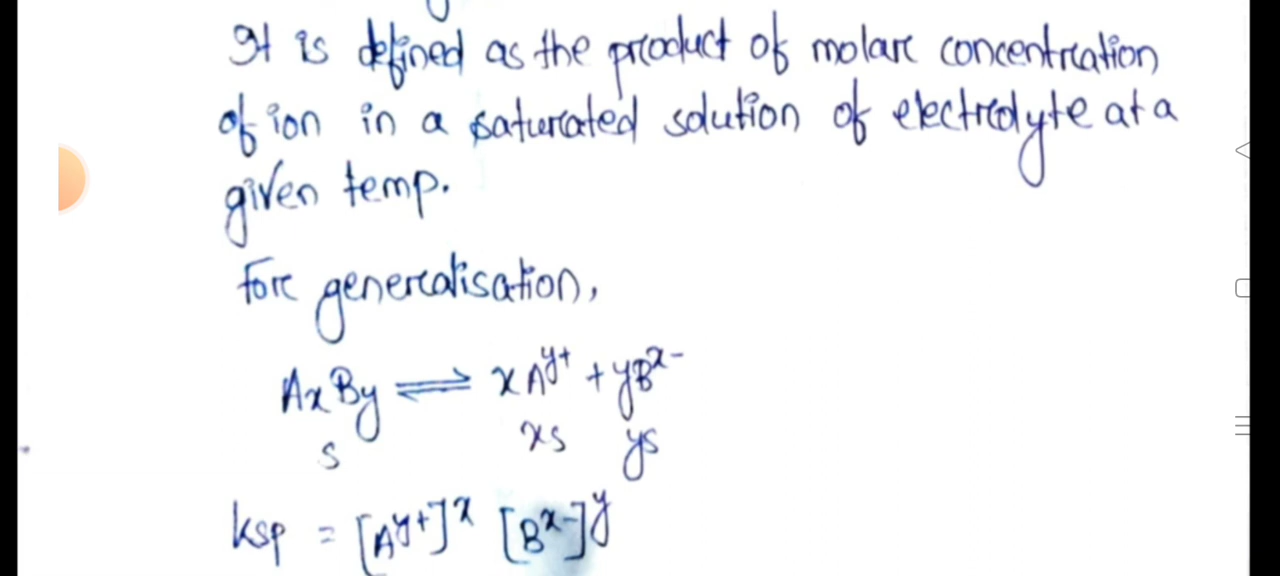 It is defined as the product of molar concentration
of ion in a saturated solution of electrolyte at a
given temp.
For generalisation,
AxBy ⇌ xA^y+ + yB^x-
s xs ys
Ksp = [A^y+]^x [B^x-]^y